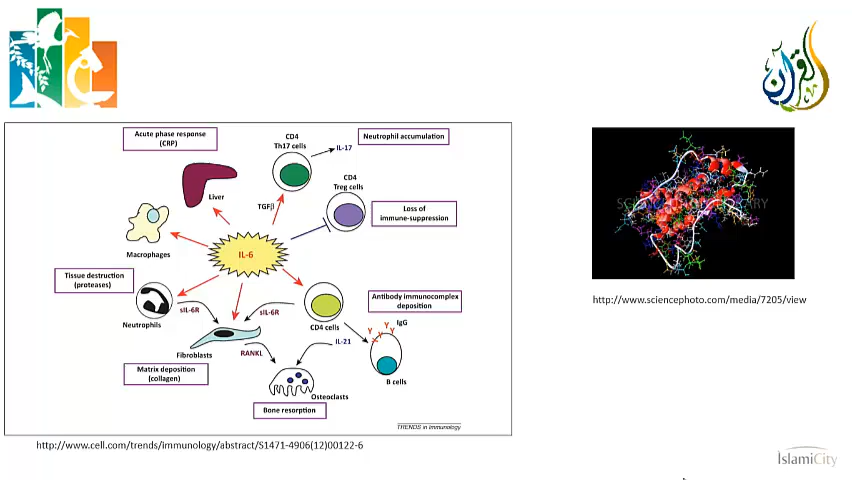 القرآن
Acute phase response
(CRP)
CD4
Th17 cells
IL-17
Neutrophil accumulation
Liver
TGFβ
CD4
Treg cells
Loss of
immune-suppression
Macrophages
IL-6
Tissue destruction
(proteases)
Neutrophils
sIL-6R
sIL-6R
CD4 cells
Antibody immunocomplex
deposition
Y Y Y Y Y
IgG
Fibroblasts
RANKL
IL-21
B cells
Matrix deposition
(collagen)
Osteoclasts
Bone resorption
TRENDS in Immunology
http://www.cell.com/trends/immunology/abstract/S1471-4906(12)00122-6
http://www.sciencephoto.com/media/7205/view
IslamiCity